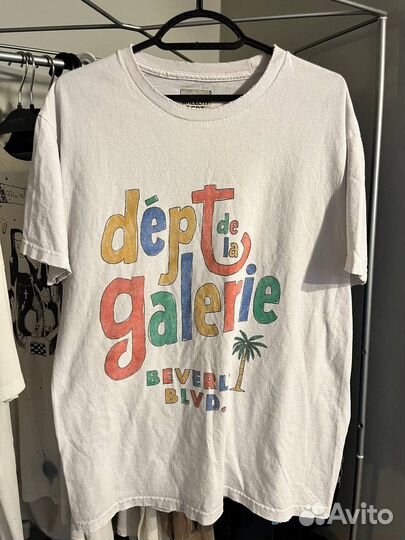 dépt de
la
galerie
BEVERLY
BLVD.
Avito